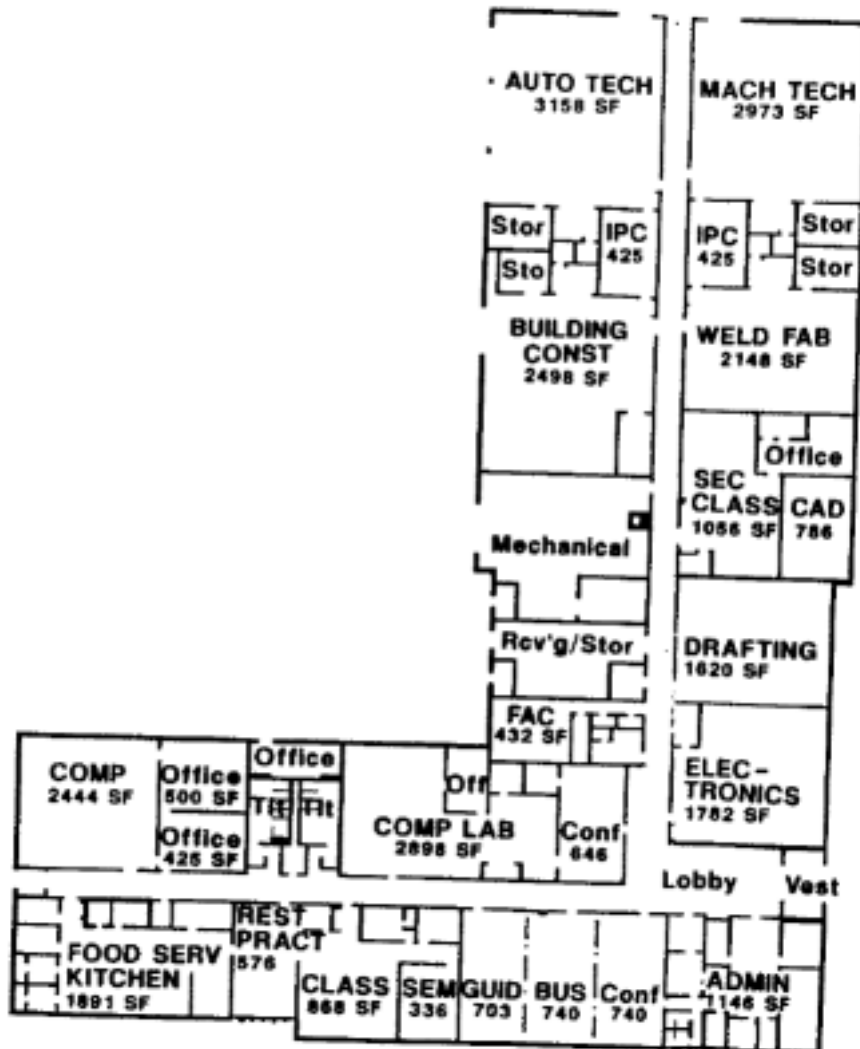 AUTO TECH
3158 SF
MACH TECH
2973 SF
Stor
IPC
425
IPC
425
Stor
Sto
Stor
BUILDING
CONST
2498 SF
WELD FAB
2148 SF
Office
SEC
CLASS
1056 SF
CAD
786
Mechanical
Rcv'g/Stor
DRAFTING
1620 SF
FAC
432 SF
ELEC-
TRONICS
1782 SF
COMP
2444 SF
Office
500 SF
Office
Off
Tlt
COMP LAB
2898 SF
Conf
646
Office
425 SF
Lobby
Vest
FOOD SERV
KITCHEN
1891 SF
REST
PRACT
576
CLASS
868 SF
SEM
336
GUID
703
BUS
740
Conf
740
ADMIN
1146 SF